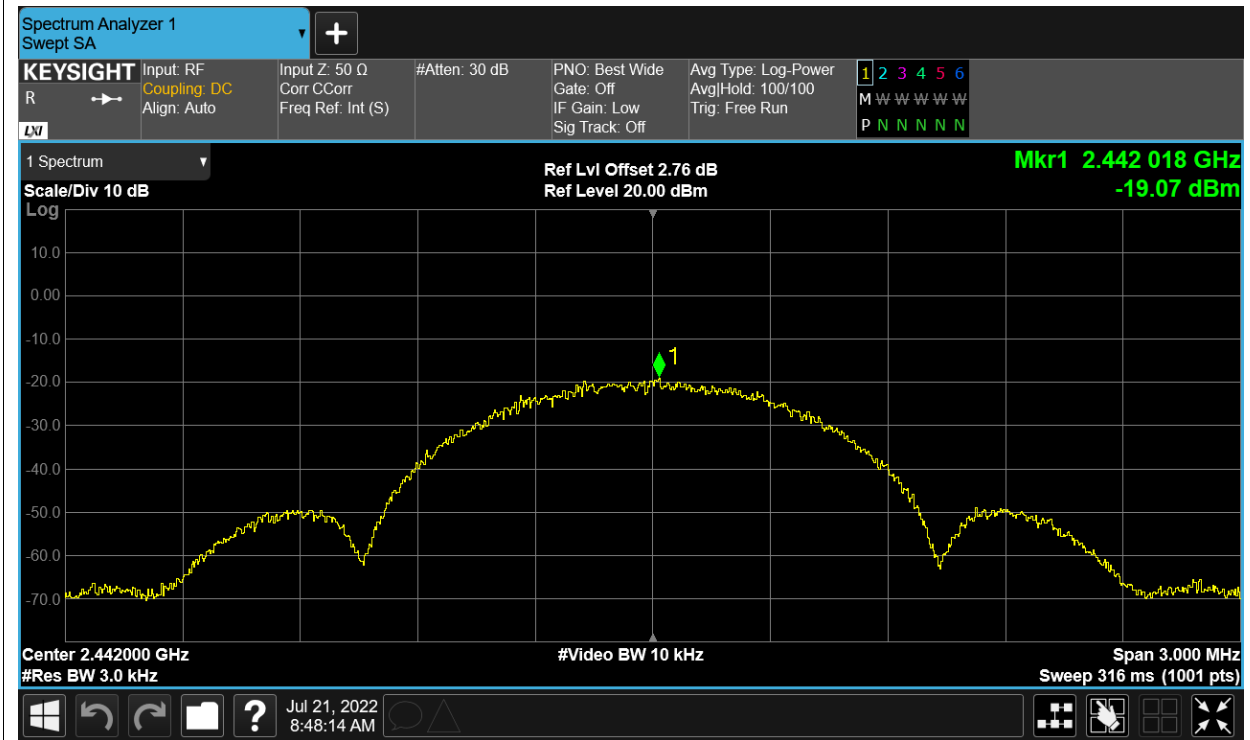 Spectrum Analyzer 1
Swept SA
+
KEYSIGHT
R
LXI
Input: RF
Coupling: DC
Align: Auto
Input Z: 50 Ω
Corr CCorr
Freq Ref: Int (S)
#Atten: 30 dB
PNO: Best Wide
Gate: Off
IF Gain: Low
Sig Track: Off
Avg Type: Log-Power
Avg|Hold: 100/100
Trig: Free Run
1 2 3 4 5 6
M W W W W W
P N N N N N
1 Spectrum
Scale/Div 10 dB
Log
Ref Lvl Offset 2.76 dB
Ref Level 20.00 dBm
Mkr1 2.442 018 GHz
-19.07 dBm
10.0
0.00
-10.0
-20.0
-30.0
-40.0
-50.0
-60.0
-70.0
1
Center 2.442000 GHz
#Res BW 3.0 kHz
#Video BW 10 kHz
Span 3.000 MHz
Sweep 316 ms (1001 pts)
?
Jul 21, 2022
8:48:14 AM